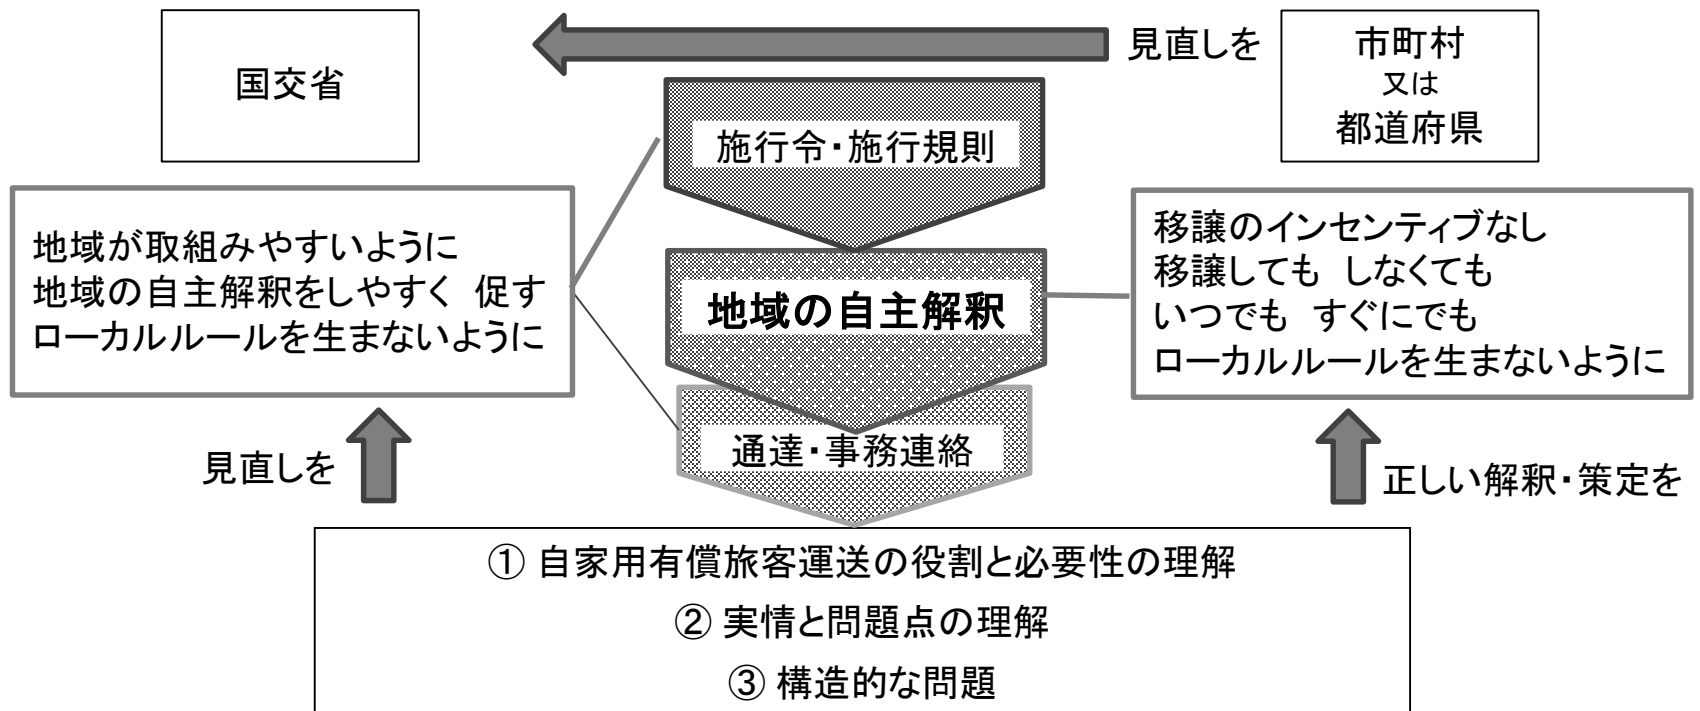 国交省
見直しを
市町村
又は
都道府県
施行令・施行規則
地域が取組みやすいように
地域の自主解釈をしやすく 促す
ローカルルールを生まないように
地域の自主解釈
移譲のインセンティブなし
移譲しても しなくても
いつでも すぐにでも
ローカルルールを生まないように
通達・事務連絡
見直しを
正しい解釈・策定を
① 自家用有償旅客運送の役割と必要性の理解
② 実情と問題点の理解
③ 構造的な問題